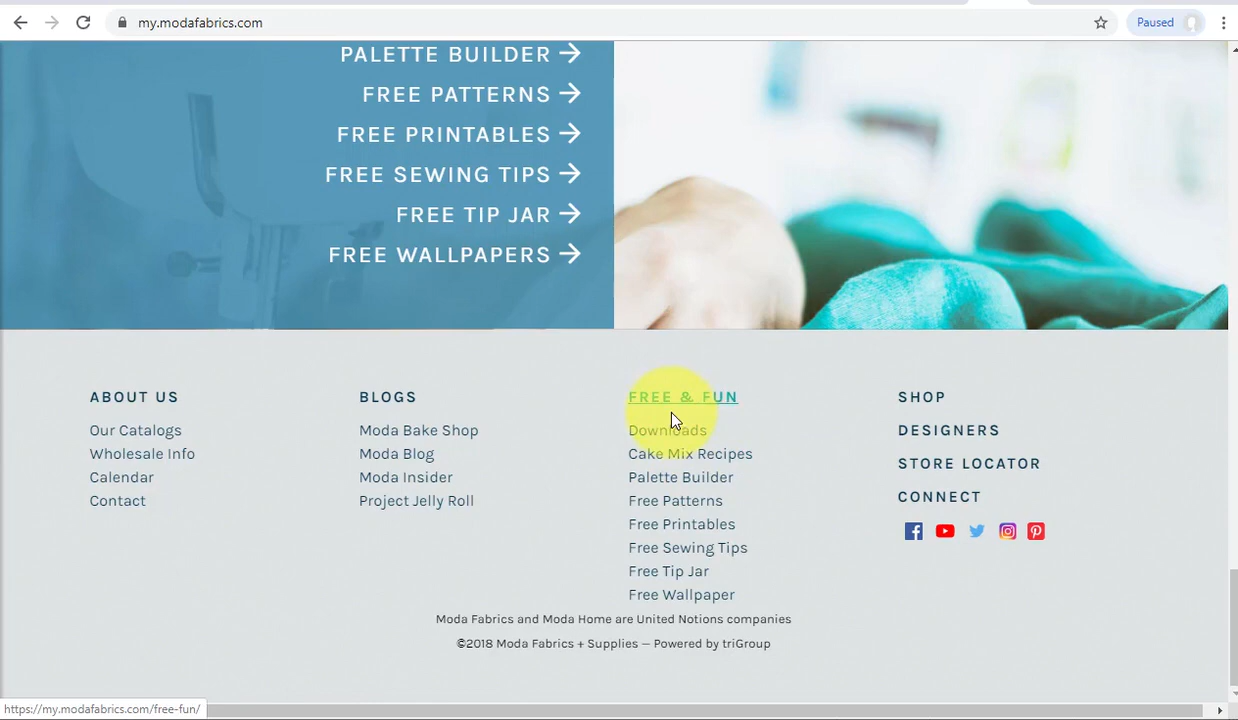 my.modafabrics.com
Paused
PALETTE BUILDER
FREE PATTERNS
FREE PRINTABLES
FREE SEWING TIPS
FREE TIP JAR
FREE WALLPAPERS
ABOUT US
Our Catalogs
Wholesale Info
Calendar
Contact
BLOGS
Moda Bake Shop
Moda Blog
Moda Insider
Project Jelly Roll
FREE & FUN
Downloads
Cake Mix Recipes
Palette Builder
Free Patterns
Free Printables
Free Sewing Tips
Free Tip Jar
Free Wallpaper
SHOP
DESIGNERS
STORE LOCATOR
CONNECT
Moda Fabrics and Moda Home are United Notions companies
©2018 Moda Fabrics + Supplies — Powered by triGroup
https://my.modafabrics.com/free-fun/